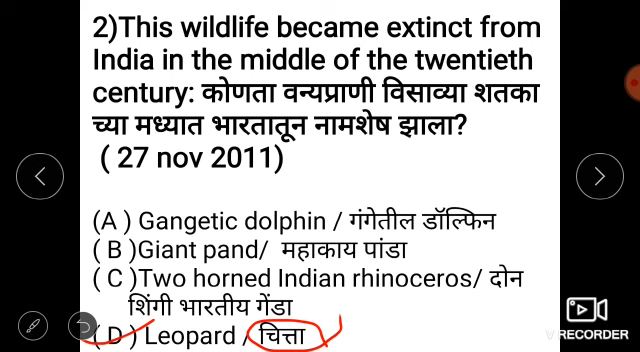 2)This wildlife became extinct from
India in the middle of the twentieth
century: कोणता वन्यप्राणी विसाव्या शतका
च्या मध्यात भारतातून नामशेष झाला?
( 27 nov 2011)
(A ) Gangetic dolphin / गंगेतील डॉल्फिन
( B )Giant pand/ महाकाय पांडा
( C )Two horned Indian rhinoceros/ दोन
शिंगी भारतीय गेंडा
(D ) Leopard / चित्ता
V RECORDER